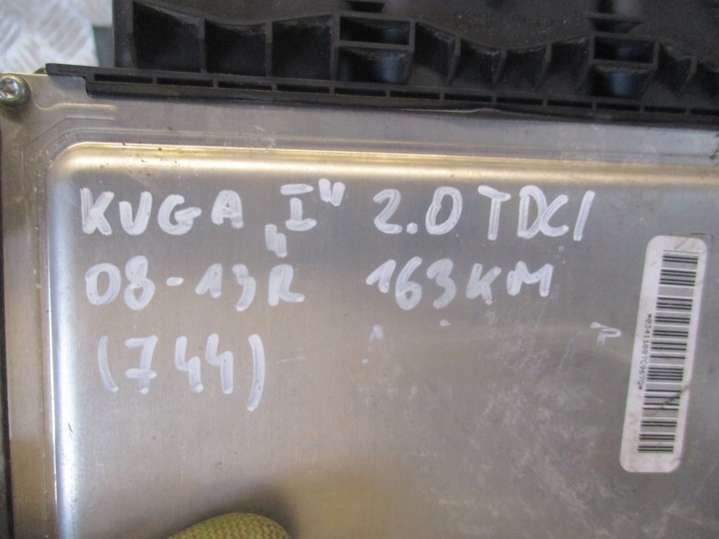 KUGA „I" 2.0 TDCI
08-13R 163KM
(744)